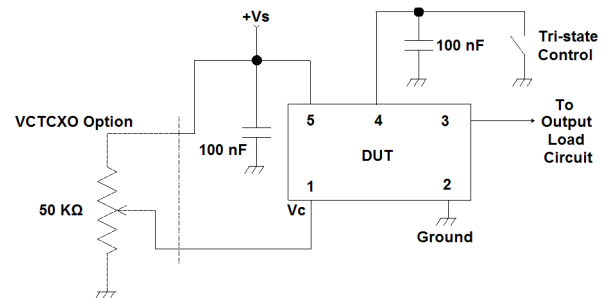 +Vs
100 nF
Tri-state
Control
VCTCXO Option
100 nF
5
4
3
To
Output
Load
Circuit
DUT
50 KΩ
1
2
Vc
Ground